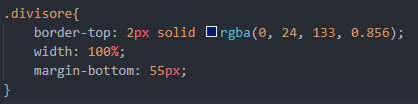 .divisore{
    border-top: 2px solid rgba(0, 24, 133, 0.856);
    width: 100%;
    margin-bottom: 55px;
}